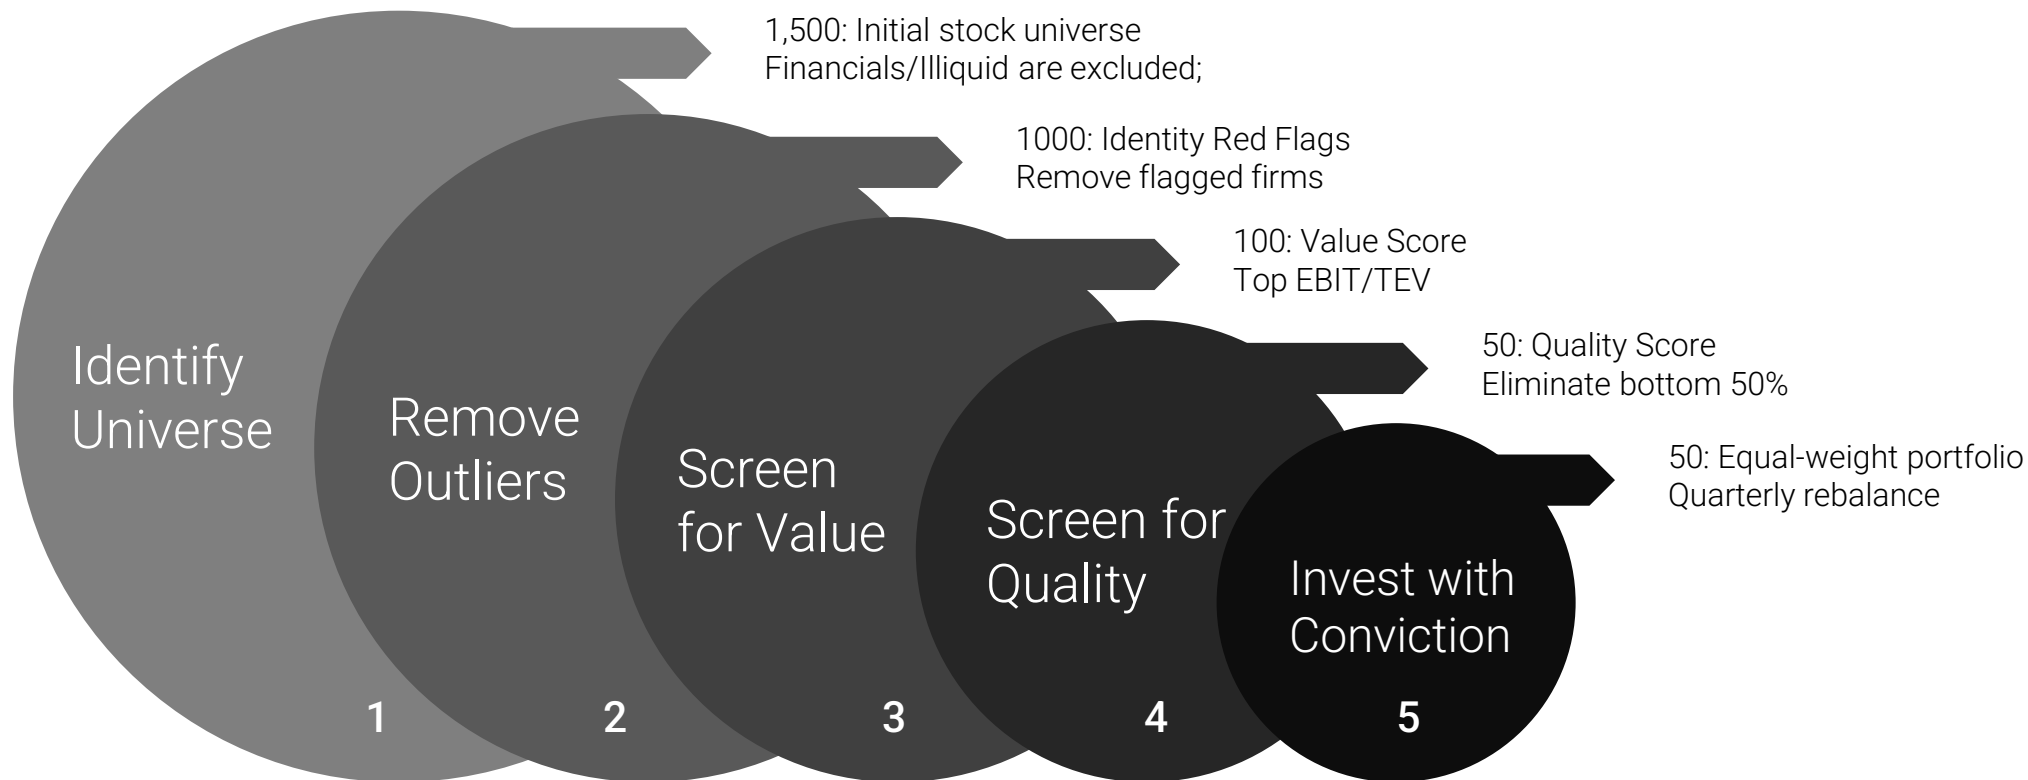 1,500: Initial stock universe
Financials/Illiquid are excluded;
1000: Identity Red Flags
Remove flagged firms
100: Value Score
Top EBIT/TEV
50: Quality Score
Eliminate bottom 50%
50: Equal-weight portfolio
Quarterly rebalance
Identify
Universe
Remove
Outliers
Screen
for Value
Screen for
Quality
Invest with
Conviction
1
2
3
4
5